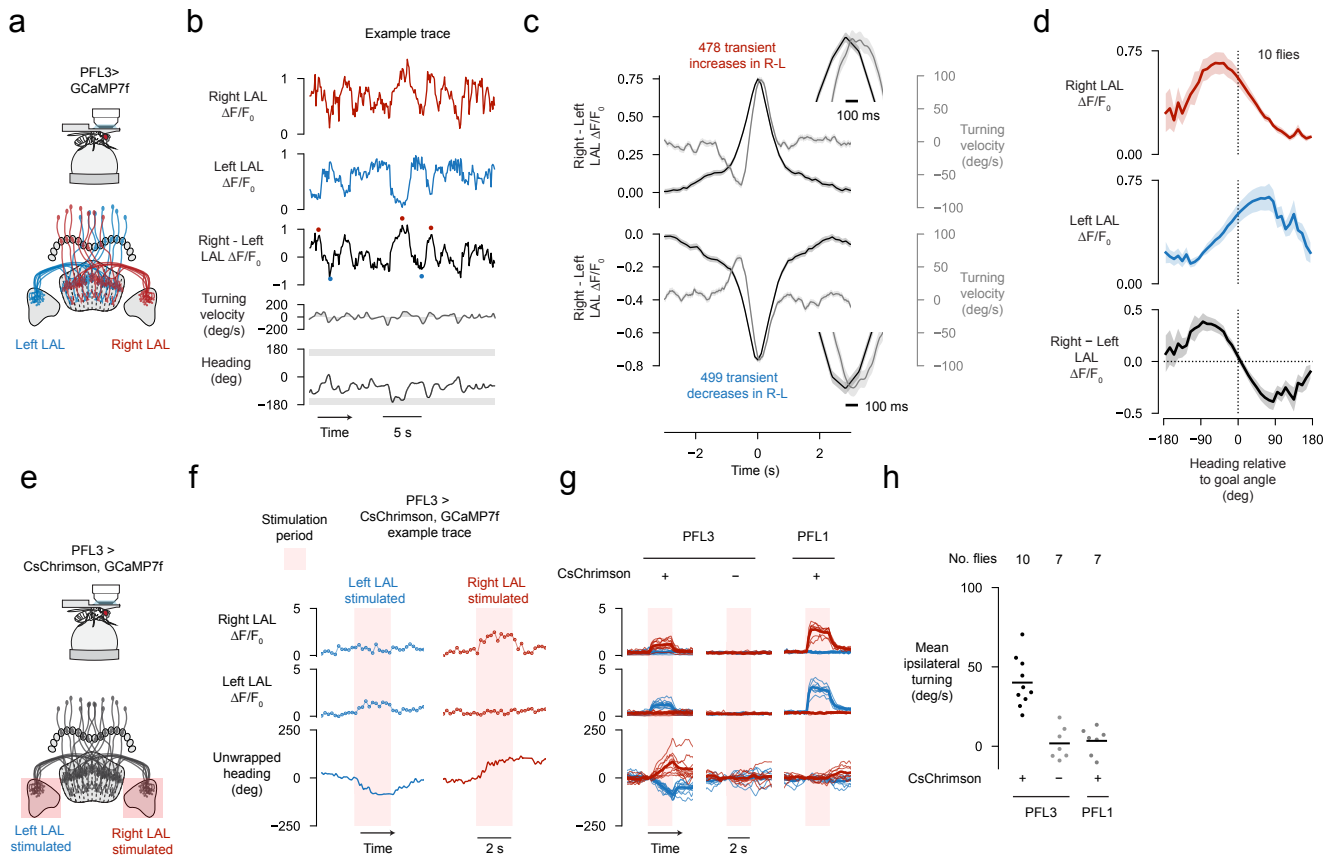 a
PFL3>
GCaMP7f
Left LAL
Right LAL
b
Example trace
Right LAL
ΔF/F0
1
0
Left LAL
ΔF/F0
1
0
Right - Left
LAL ΔF/F0
1
0
−1
Turning
velocity
(deg/s)
200
0
−200
Heading
(deg)
180
0
−180
Time
5 s
c
478 transient
increases in R-L
100 ms
Right - Left
LAL ΔF/F0
0.75
0.50
0.25
0.00
Turning
velocity
(deg/s)
100
50
0
−50
−100
Right - Left
LAL ΔF/F0
0.0
−0.2
−0.4
−0.6
−0.8
Turning
velocity
(deg/s)
100
50
0
−50
−100
499 transient
decreases in R-L
100 ms
−2
0
2
Time (s)
d
10 flies
Right LAL
ΔF/F0
0.75
0.00
Left LAL
ΔF/F0
0.75
0.00
Right − Left
LAL
ΔF/F0
0.5
0.0
−0.5
−180
−90
0
90
180
Heading relative
to goal angle
(deg)
e
PFL3 >
CsChrimson, GCaMP7f
Left LAL
stimulated
Right LAL
stimulated
f
Stimulation
period
PFL3 >
CsChrimson, GCaMP7f
example trace
Left LAL
stimulated
Right LAL
stimulated
Right LAL
ΔF/F0
5
0
Left LAL
ΔF/F0
5
0
Unwrapped
heading
(deg)
250
0
−250
Time
2 s
g
PFL3
PFL1
CsChrimson
+
−
+
5
0
5
0
250
0
−250
Time
2 s
h
No. flies
10
7
7
Mean
ipsilateral
turning
(deg/s)
100
50
0
CsChrimson
+
−
+
PFL3
PFL1